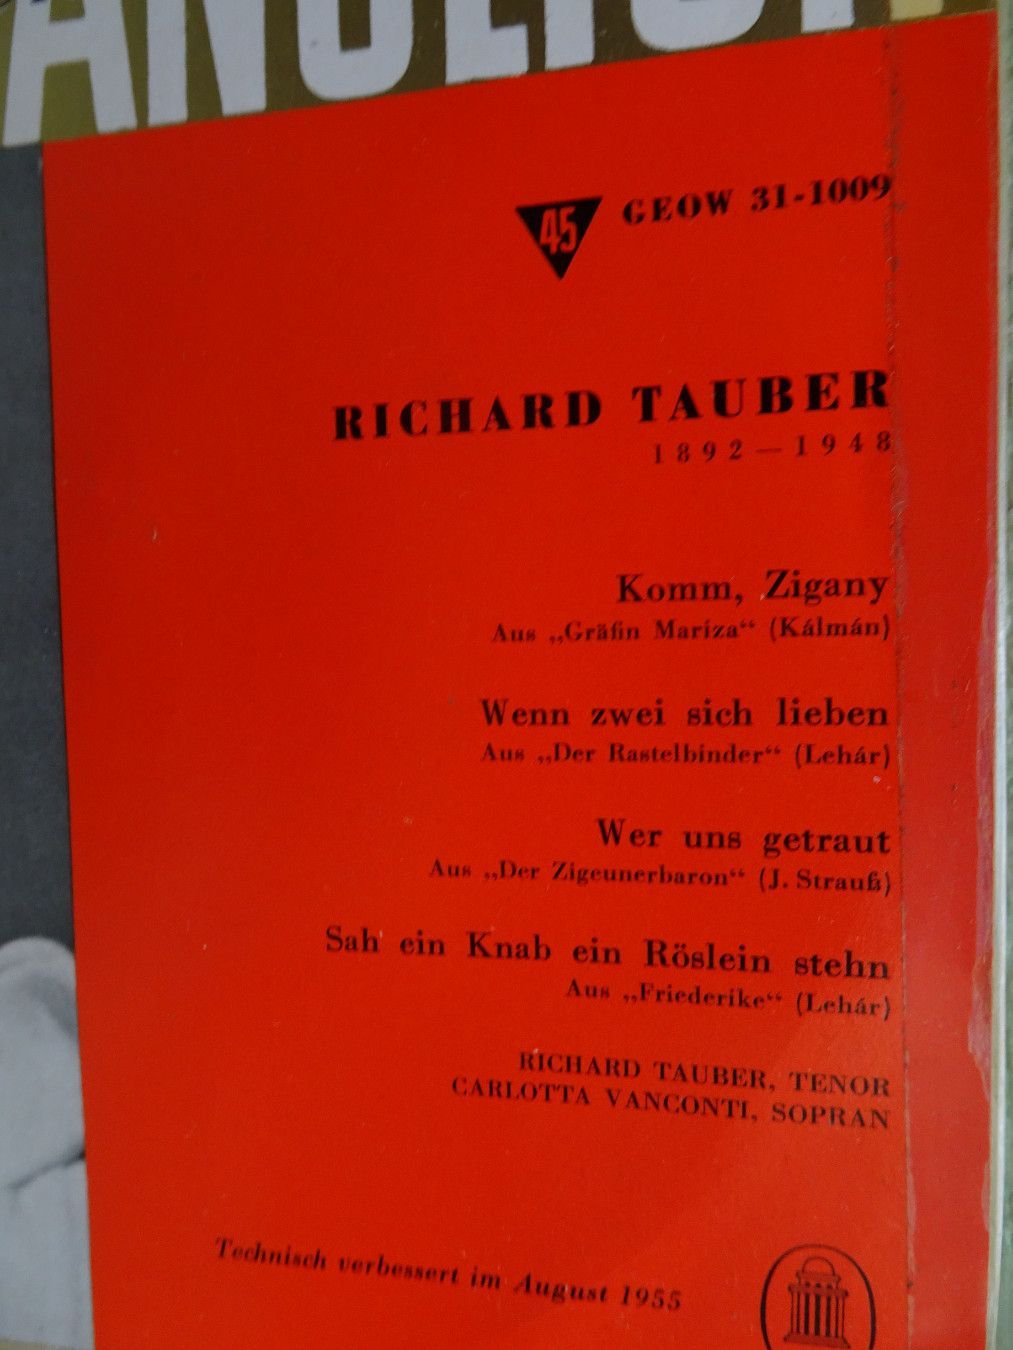 45 GEOW 31-1009
RICHARD TAUBER
1892 — 1948
Komm, Zigany
Aus „Gräfin Mariza“ (Kálmán)
Wenn zwei sich lieben
Aus „Der Rastelbinder“ (Lehár)
Wer uns getraut
Aus „Der Zigeunerbaron“ (J. Strauß)
Sah ein Knab ein Röslein stehn
Aus „Friederike“ (Lehár)
RICHARD TAUBER, TENOR
CARLOTTA VANCONTI, SOPRAN
Technisch verbessert im August 1955